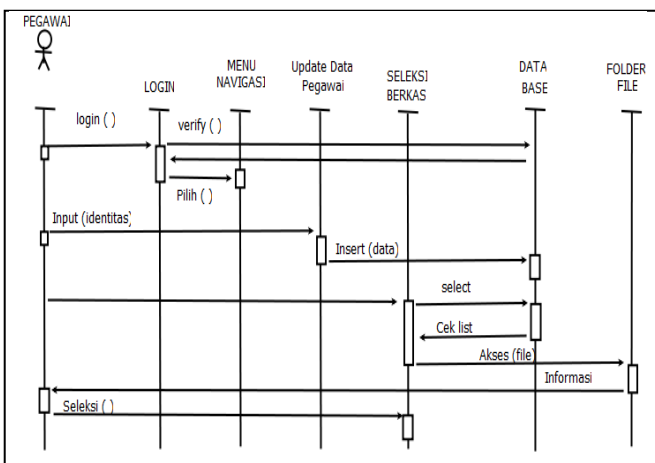 PEGAWAI
LOGIN
MENU
NAVIGASI
Update Data
Pegawai
SELEKSI
BERKAS
DATA
BASE
FOLDER
FILE
login ( )
verify ( )
Pilih ( )
Input (identitas)
Insert (data)
select
Cek list
Akses (file)
Informasi
Seleksi ( )